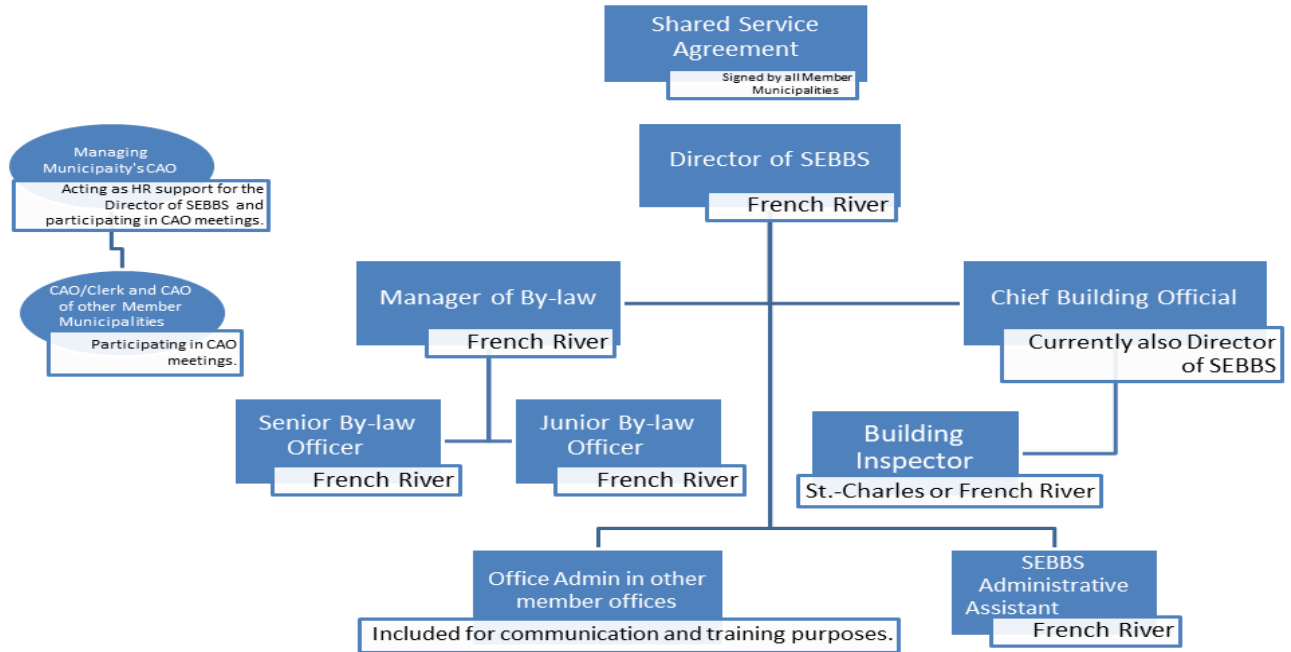 Shared Service
Agreement
Signed by all Member
Municipalities
Director of SEBBS
French River
Managing
Municipaity's CAO
Acting as HR support for the
Director of SEBBS and
participating in CAO meetings.
CAO/Clerk and CAO
of other Member
Municipalities
Participating in CAO
meetings.
Manager of By-law
French River
Chief Building Official
Currently also Director
of SEBBS
Senior By-law
Officer
French River
Junior By-law
Officer
French River
Building
Inspector
St.-Charles or French River
Office Admin in other
member offices
Included for communication and training purposes.
SEBBS
Administrative
Assistant
French River